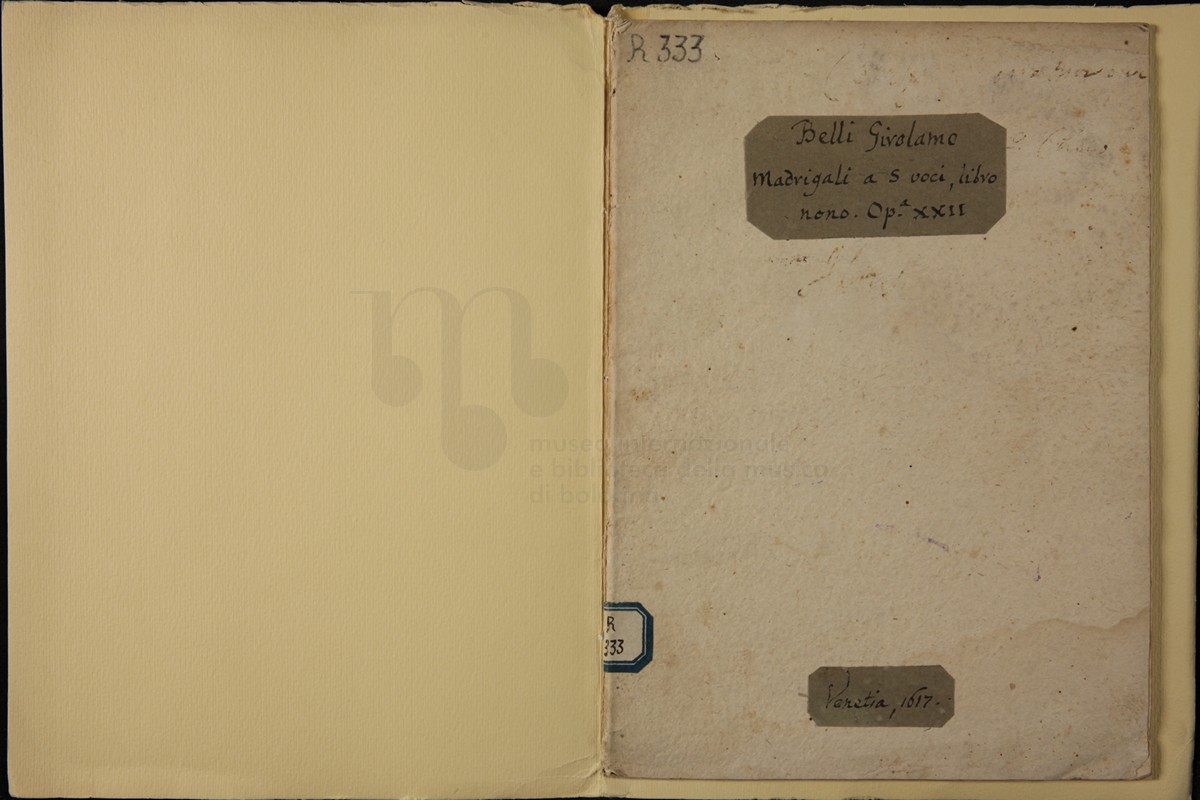 R 333.
Belli Girolamo
Madrigali a 5 voci, libro
nono. Op.ª XXII
museo internazionale
e biblioteca della musica
di bologna
R
333
Venetia, 1617.